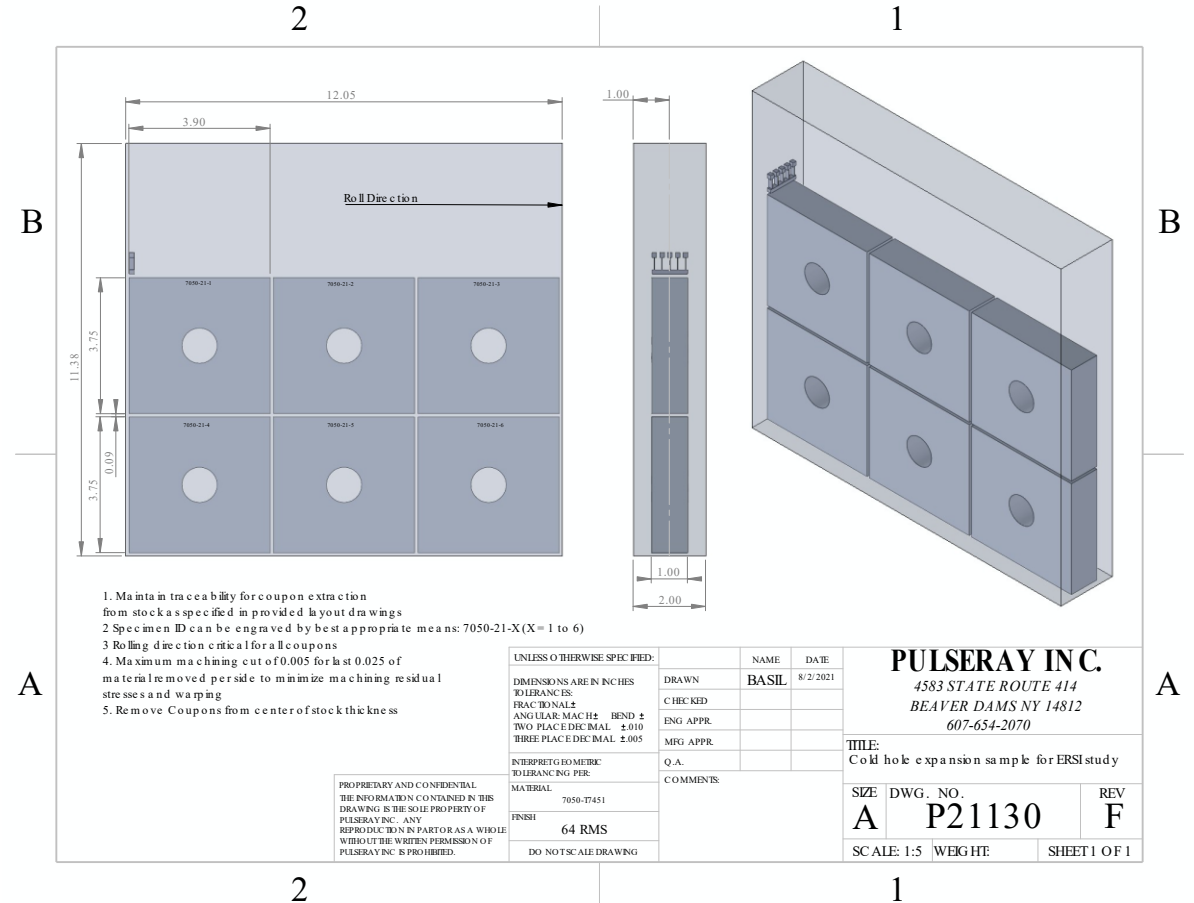 2
1
B
B
A
A
2
1
12.05
3.90
Roll Direction
11.38
3.75
0.09
3.75
7050-21-1
7050-21-2
7050-21-3
7050-21-4
7050-21-5
7050-21-6
1.00
1.00
2.00
1. Maintain traceability for coupon extraction
from stock as specified in provided layout drawings
2 Specimen ID can be engraved by best appropriate means: 7050-21-X (X = 1 to 6)
3 Rolling direction critical for all coupons
4. Maximum machining cut of 0.005 for last 0.025 of
material removed per side to minimize machining residual
stresses and warping
5. Remove Coupons from center of stock thickness
PROPRIETARY AND CONFIDENTIAL
THE INFORMATION CONTAINED IN THIS
DRAWING IS THE SOLE PROPERTY OF
PULSERAY INC. ANY
REPRODUCTION IN PART OR AS A WHOLE
WITHOUT THE WRITTEN PERMISSION OF
PULSERAY INC IS PROHIBITED.
UNLESS OTHERWISE SPECIFIED:
DIMENSIONS ARE IN INCHES
TOLERANCES:
FRACTIONAL±
ANGULAR: MACH± BEND ±
TWO PLACE DECIMAL ±.010
THREE PLACE DECIMAL ±.005
INTERPRET GEOMETRIC
TOLERANCING PER:
MATERIAL
7050-T7451
FINISH
64 RMS
DO NOT SCALE DRAWING
NAME DATE
DRAWN BASIL 8/2/2021
CHECKED
ENG APPR.
MFG APPR.
Q.A.
COMMENTS:
PULSERAY INC.
4583 STATE ROUTE 414
BEAVER DAMS NY 14812
607-654-2070
TITLE:
Cold hole expansion sample for ERSI study
SIZE DWG. NO. REV
A P21130 F
SCALE: 1:5 WEIGHT: SHEET 1 OF 1